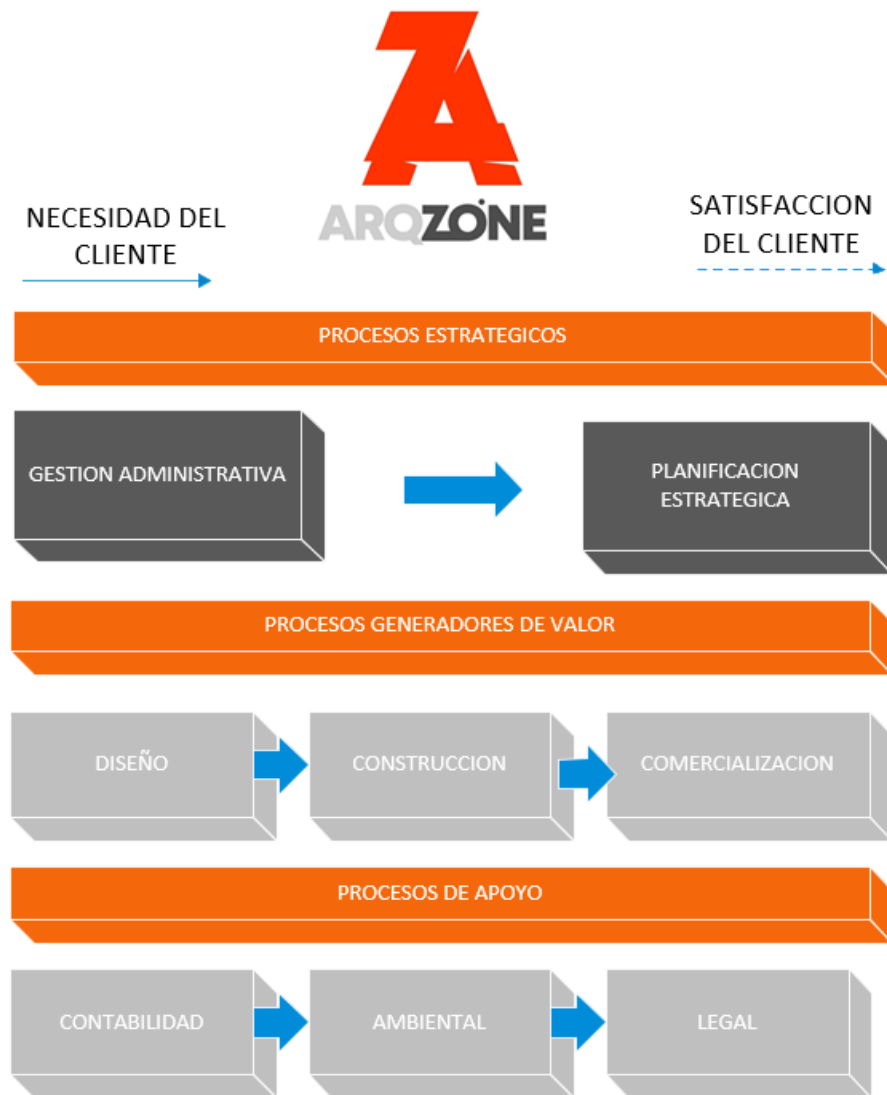 ARQZONE
NECESIDAD DEL
CLIENTE
SATISFACCION
DEL CLIENTE
PROCESOS ESTRATEGICOS
GESTION ADMINISTRATIVA
PLANIFICACION
ESTRATEGICA
PROCESOS GENERADORES DE VALOR
DISEÑO
CONSTRUCCION
COMERCIALIZACION
PROCESOS DE APOYO
CONTABILIDAD
AMBIENTAL
LEGAL